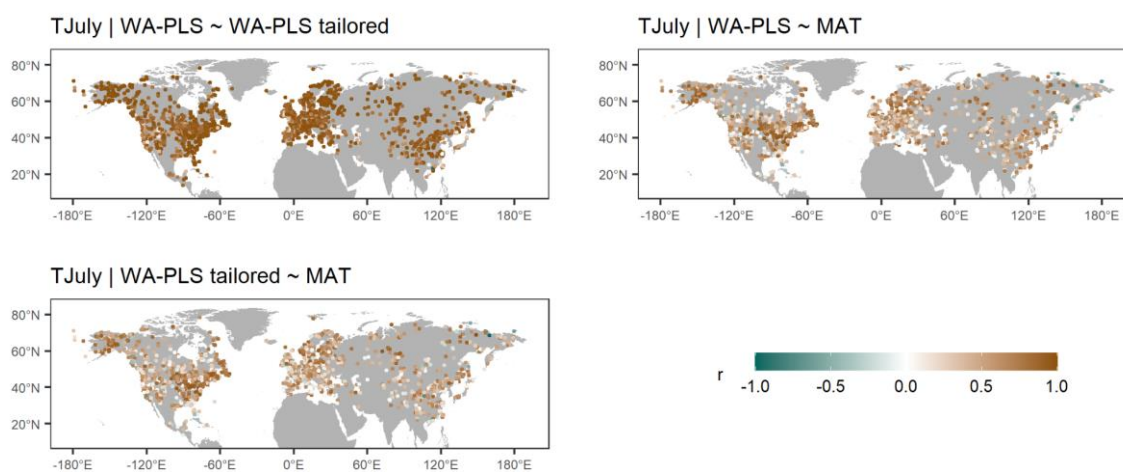 TJuly | WA-PLS ~ WA-PLS tailored
80°N
60°N
40°N
20°N
-180°E -120°E -60°E 0°E 60°E 120°E 180°E
TJuly | WA-PLS ~ MAT
80°N
60°N
40°N
20°N
-180°E -120°E -60°E 0°E 60°E 120°E 180°E
TJuly | WA-PLS tailored ~ MAT
80°N
60°N
40°N
20°N
-180°E -120°E -60°E 0°E 60°E 120°E 180°E
r
-1.0 -0.5 0.0 0.5 1.0